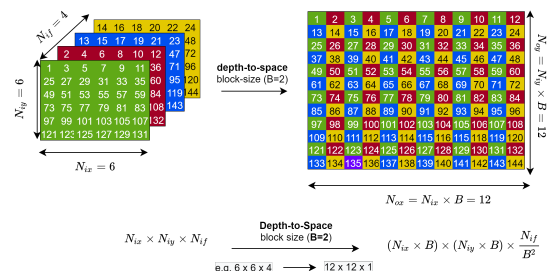 N_if = 4
14 16 18 20 22 24
13 15 17 19 21 23 48
2 4 6 8 10 12 47 72
1 3 5 7 9 11 36 71 96
25 27 29 31 33 35 60 95 120
49 51 53 55 57 59 84 119 144
73 75 77 79 81 83 108 143
97 99 101 103 105 107 132
121 123 125 127 129 131
N_iy = 6
N_ix = 6
depth-to-space
block-size (B=2)
1 2 3 4 5 6 7 8 9 10 11 12
13 14 15 16 17 18 19 20 21 22 23 24
25 26 27 28 29 30 31 32 33 34 35 36
37 38 39 40 41 42 43 44 45 46 47 48
49 50 51 52 53 54 55 56 57 58 59 60
61 62 63 64 65 66 67 68 69 70 71 72
73 74 75 76 77 78 79 80 81 82 83 84
85 86 87 88 89 90 91 92 93 94 95 96
97 98 99 100 101 102 103 104 105 106 107 108
109 110 111 112 113 114 115 116 117 118 119 120
121 122 123 124 125 126 127 128 129 130 131 132
133 134 135 136 137 138 139 140 141 142 143 144
N_oy = N_iy × B = 12
N_ox = N_ix × B = 12
N_ix × N_iy × N_if
Depth-to-Space
block size (B=2)
(N_ix × B) × (N_iy × B) × N_if / B²
e.g. 6 x 6 x 4
12 x 12 x 1